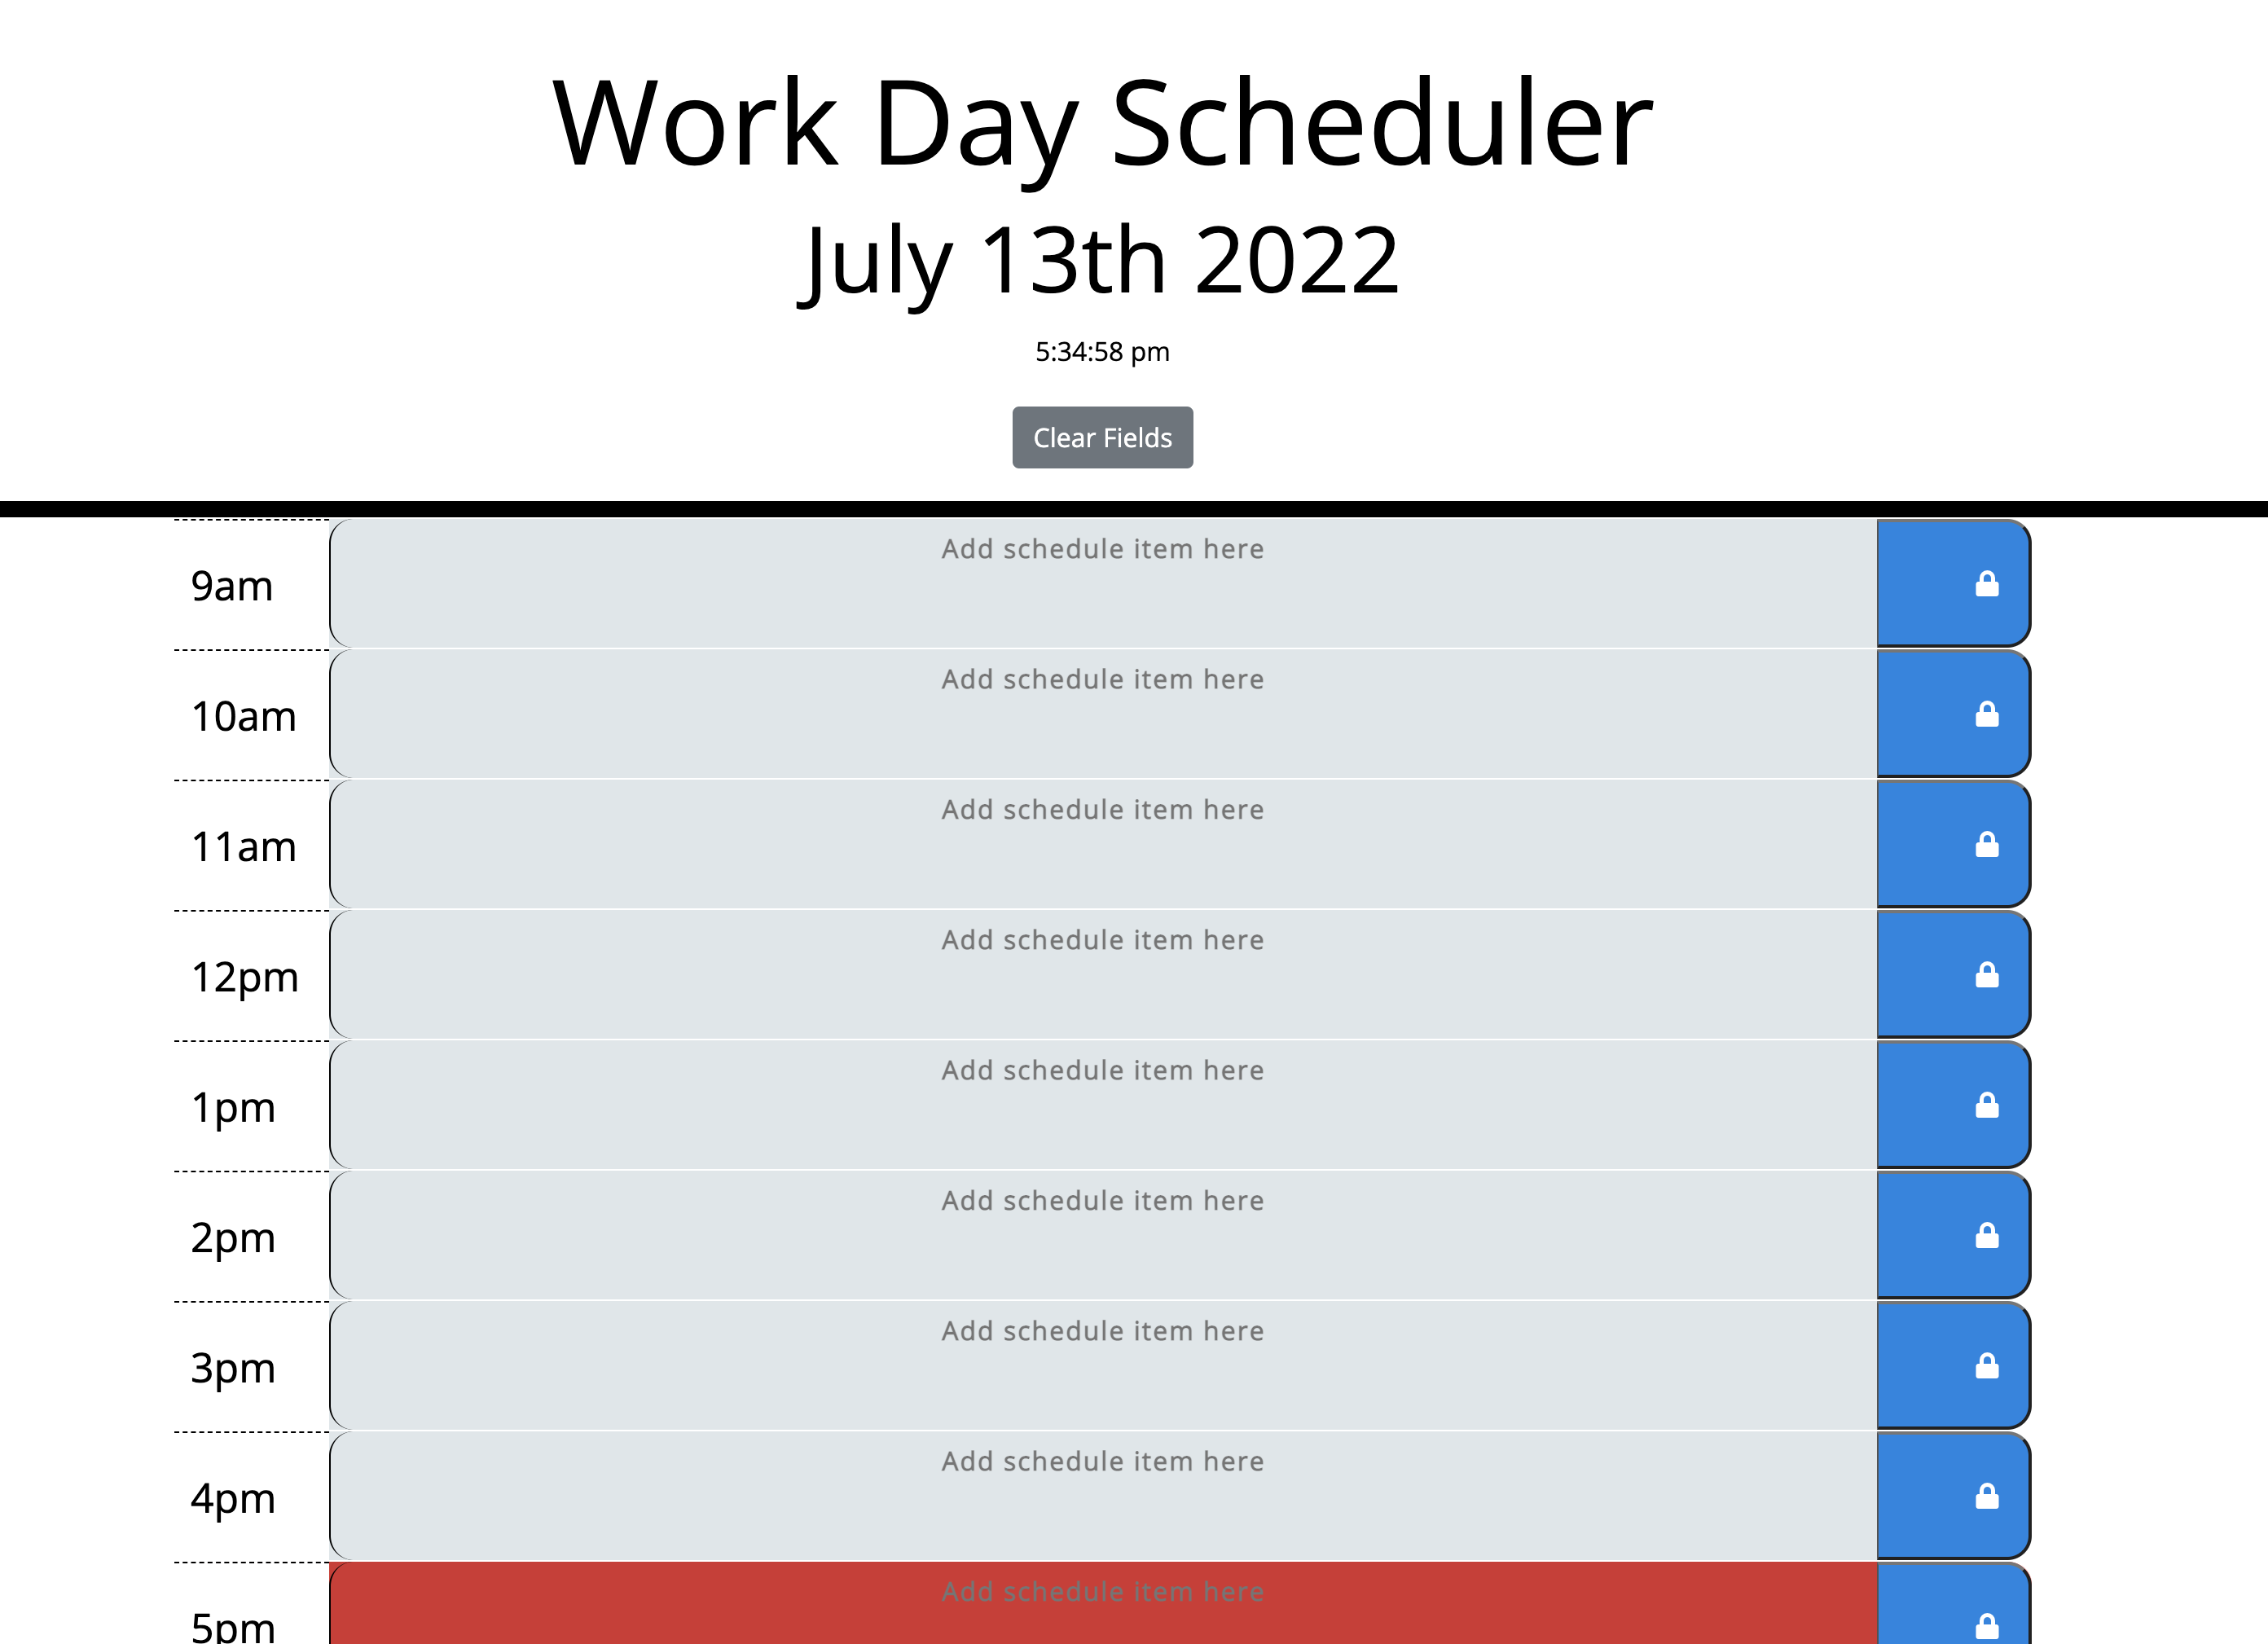 Work Day Scheduler
July 13th 2022
5:34:58 pm
Clear Fields
9am Add schedule item here
10am Add schedule item here
11am Add schedule item here
12pm Add schedule item here
1pm Add schedule item here
2pm Add schedule item here
3pm Add schedule item here
4pm Add schedule item here
5pm Add schedule item here